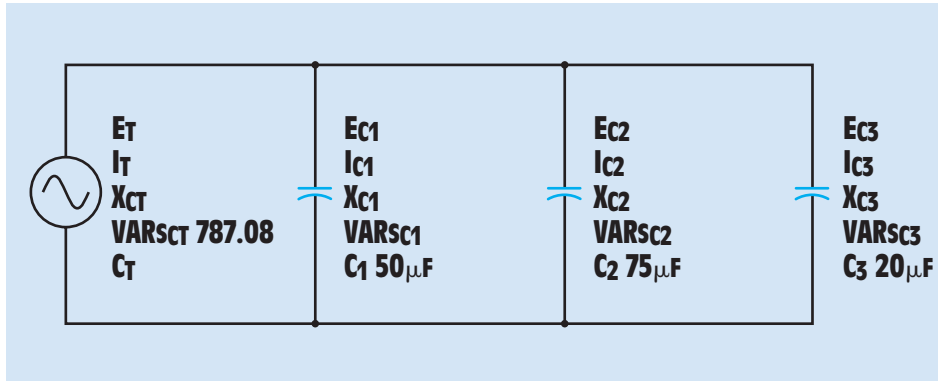 ET
IT
XCT
VARSCT 787.08
CT
EC1
IC1
XC1
VARSC1
C1 50μF
EC2
IC2
XC2
VARSC2
C2 75μF
EC3
IC3
XC3
VARSC3
C3 20μF